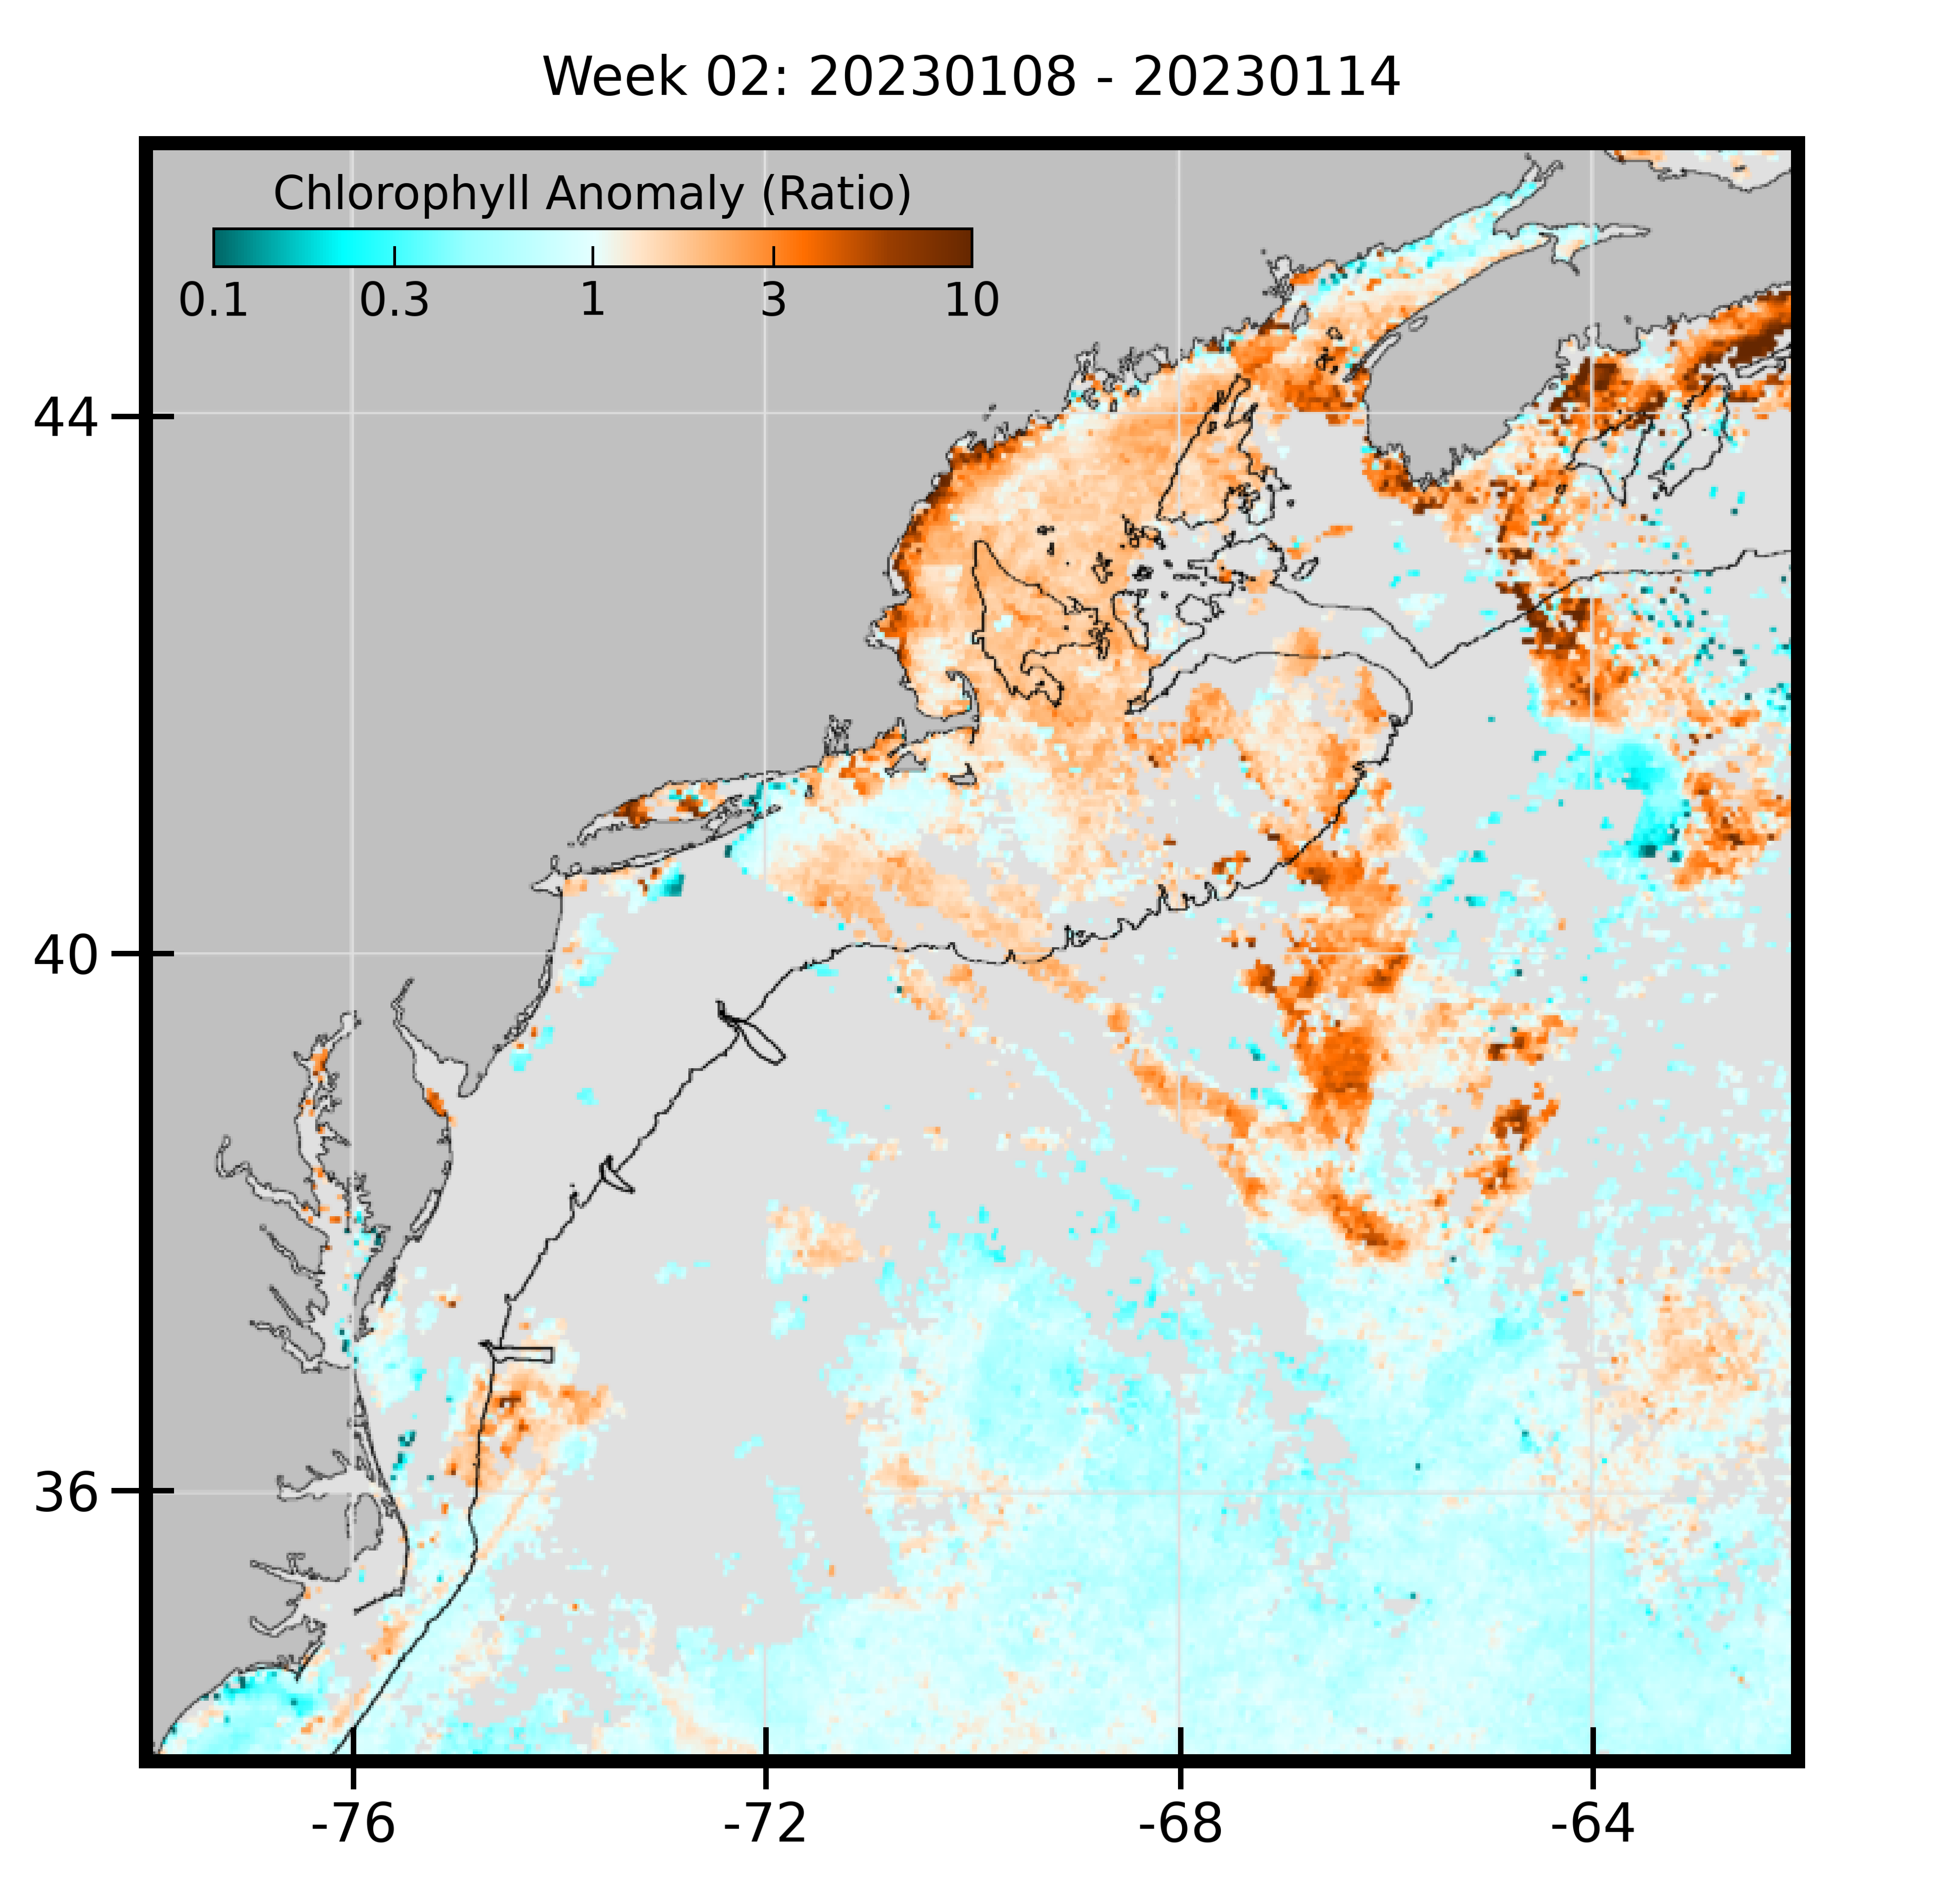 Week 02: 20230108 - 20230114
Chlorophyll Anomaly (Ratio)
0.1 0.3 1 3 10
44
40
36
-76 -72 -68 -64